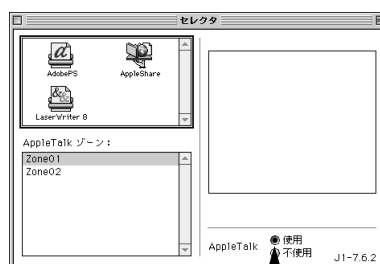 セレクタ
AdobePS
AppleShare
LaserWriter 8
AppleTalk ゾーン：
Zone01
Zone02
AppleTalk
使用
不使用
J1-7.6.2